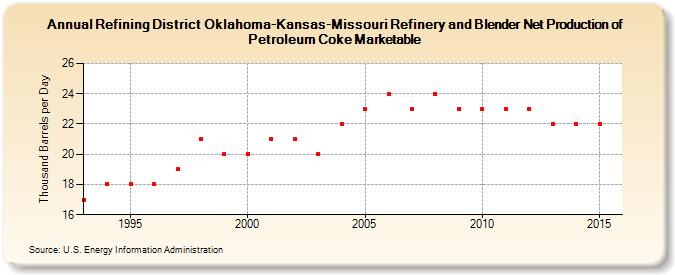 Annual Refining District Oklahoma-Kansas-Missouri Refinery and Blender Net Production of
Petroleum Coke Marketable
Thousand Barrels per Day
26
24
22
20
18
16
1995
2000
2005
2010
2015
Source: U.S. Energy Information Administration